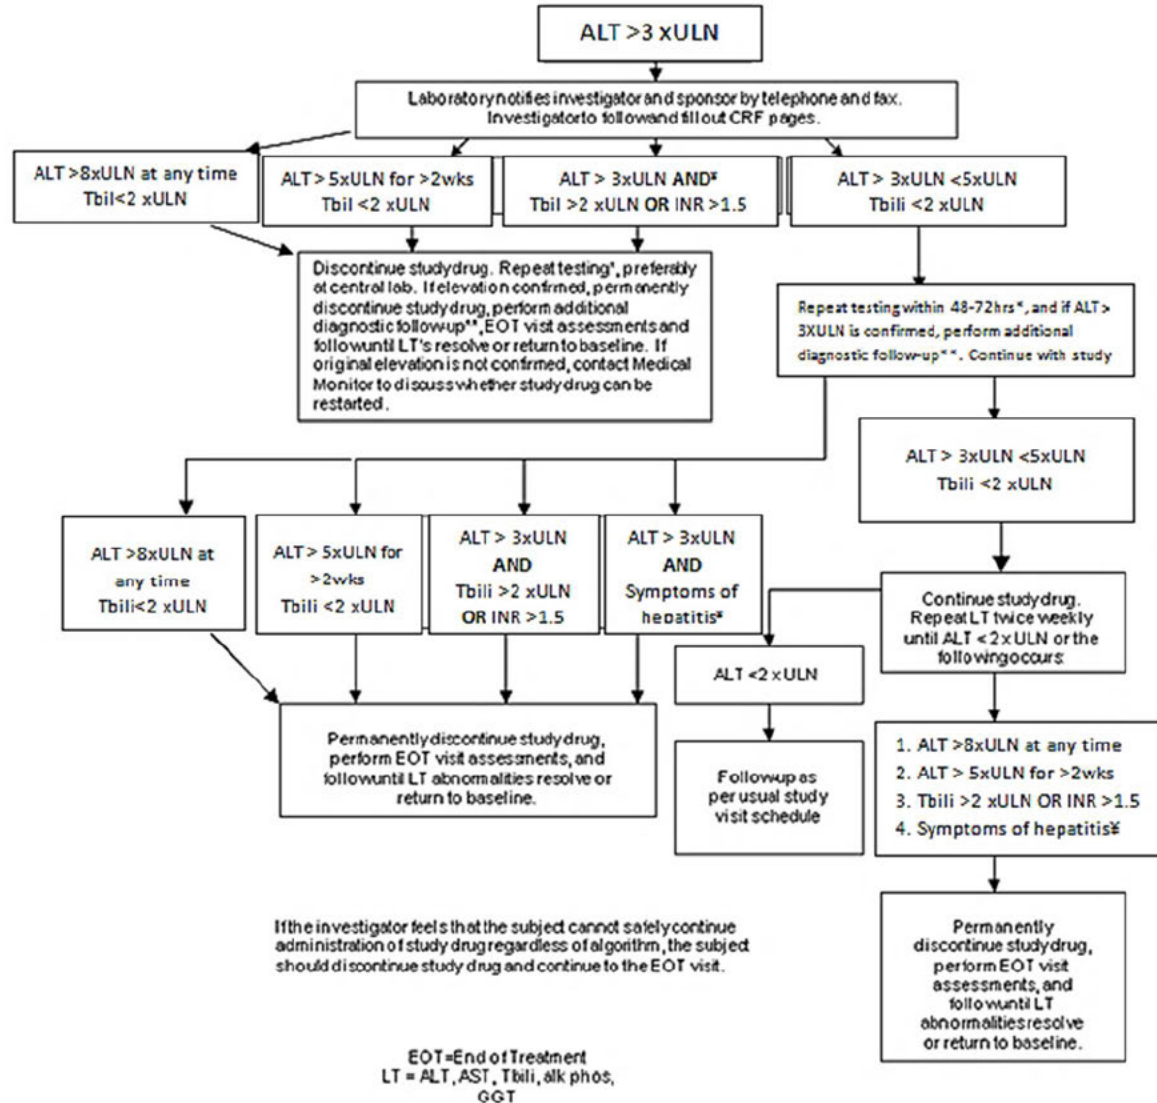 ALT >3 xULN
Laboratory notifies investigator and sponsor by telephone and fax.
Investigator to follow and fill out CRF pages.
ALT >8xULN at any time
Tbil<2 xULN
ALT > 5xULN for >2wks
Tbil <2 xULN
ALT > 3xULN AND¥
Tbil >2 xULN OR INR >1.5
ALT > 3xULN <5xULN
Tbili <2 xULN
Discontinue study drug. Repeat testing*, preferably
at central lab. If elevation confirmed, permanently
discontinue study drug, perform additional
diagnostic follow-up**, EOT visit assessments and
follow until LT's resolve or return to baseline. If
original elevation is not confirmed, contact Medical
Monitor to discuss whether study drug can be
restarted.
Repeat testing within 48-72hrs*, and if ALT>
3XULN is confirmed, perform additional
diagnostic follow-up**. Continue with study
ALT > 3xULN <5xULN
Tbili <2 xULN
ALT >8xULN at
any time
Tbili<2 xULN
ALT > 5xULN for
>2wks
Tbili <2 xULN
ALT > 3xULN
AND
Tbili >2 xULN
OR INR >1.5
ALT > 3xULN
AND
Symptoms of
hepatitis¥
Continue study drug.
Repeat LT twice weekly
until ALT <2 x ULN or the
following occurs:
ALT <2 x ULN
Permanently discontinue study drug,
perform EOT visit assessments, and
follow until LT abnormalities resolve or
return to baseline.
Follow up as
per usual study
visit schedule
1. ALT >8xULN at any time
2. ALT > 5xULN for >2wks
3. Tbili >2 xULN OR INR >1.5
4. Symptoms of hepatitis¥
Permanently
discontinue study drug,
perform EOT visit
assessments, and
follow until LT
abnormalities resolve
or return to baseline.
If the investigator feels that the subject cannot safely continue
administration of study drug regardless of algorithm, the subject
should discontinue study drug and continue to the EOT visit.
EOT=End of Treatment
LT = ALT, AST, Tbili, alk phos,
GGT